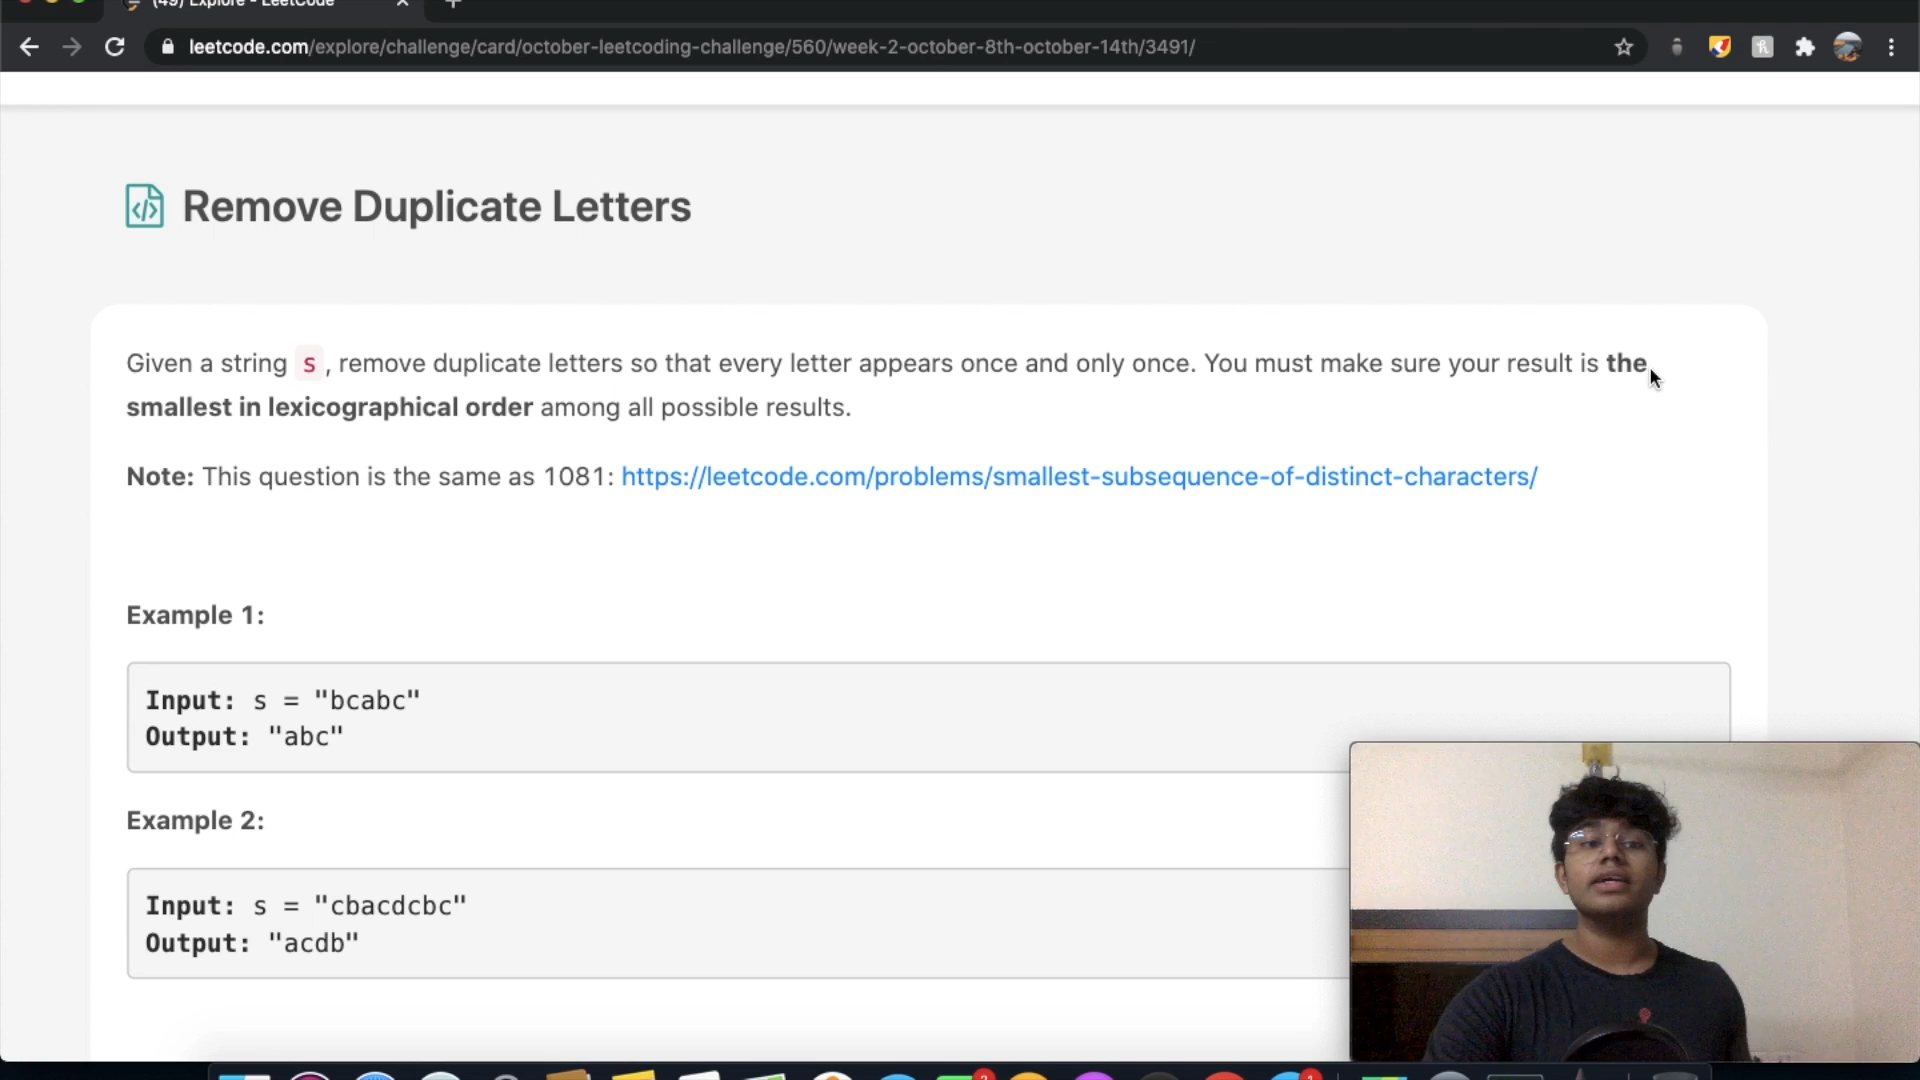 (49) Explore - LeetCode
leetcode.com/explore/challenge/card/october-leetcoding-challenge/560/week-2-october-8th-october-14th/3491/
Remove Duplicate Letters
Given a string s, remove duplicate letters so that every letter appears once and only once. You must make sure your result is the
smallest in lexicographical order among all possible results.
Note: This question is the same as 1081: https://leetcode.com/problems/smallest-subsequence-of-distinct-characters/
Example 1:
Input: s = "bcabc"
Output: "abc"
Example 2:
Input: s = "cbacdcbc"
Output: "acdb"